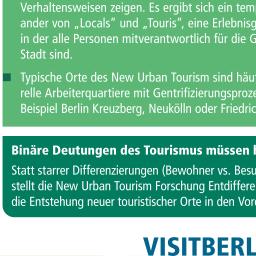 Verhaltensweisen zeigen. Es ergibt sich ein tem
ander von „Locals” und „Touris”, eine Erlebnisg
in der alle Personen mitverantwortlich für die G
Stadt sind.
Typische Orte des New Urban Tourism sind häu
relle Arbeiterquartiere mit Gentrifizierungsproze
Beispiel Berlin Kreuzberg, Neukölln oder Friedric
Binäre Deutungen des Tourismus müssen h
Statt starrer Differenzierungen (Bewohner vs. Besu
stellt die New Urban Tourism Forschung Entdiffere
die Entstehung neuer touristischer Orte in den Vord
VISITBERL